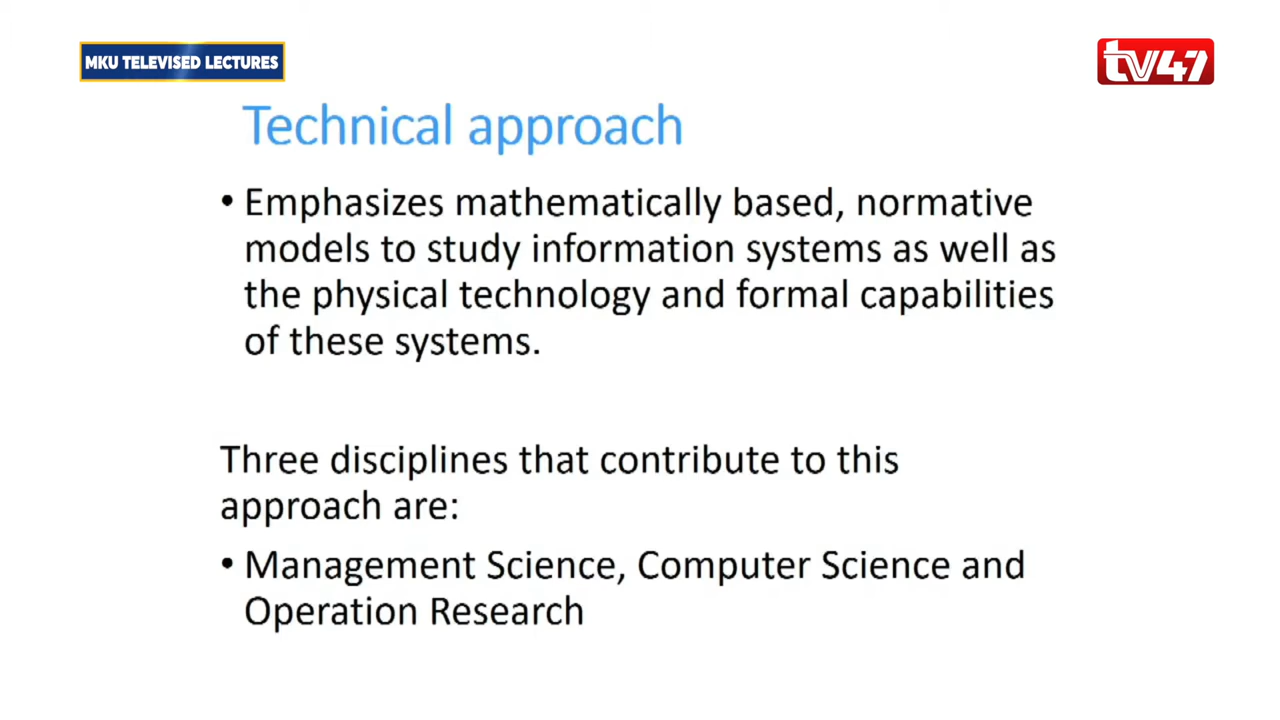 MKU TELEVISED LECTURES
tv47
Technical approach
• Emphasizes mathematically based, normative
models to study information systems as well as
the physical technology and formal capabilities
of these systems.
Three disciplines that contribute to this
approach are:
• Management Science, Computer Science and
Operation Research